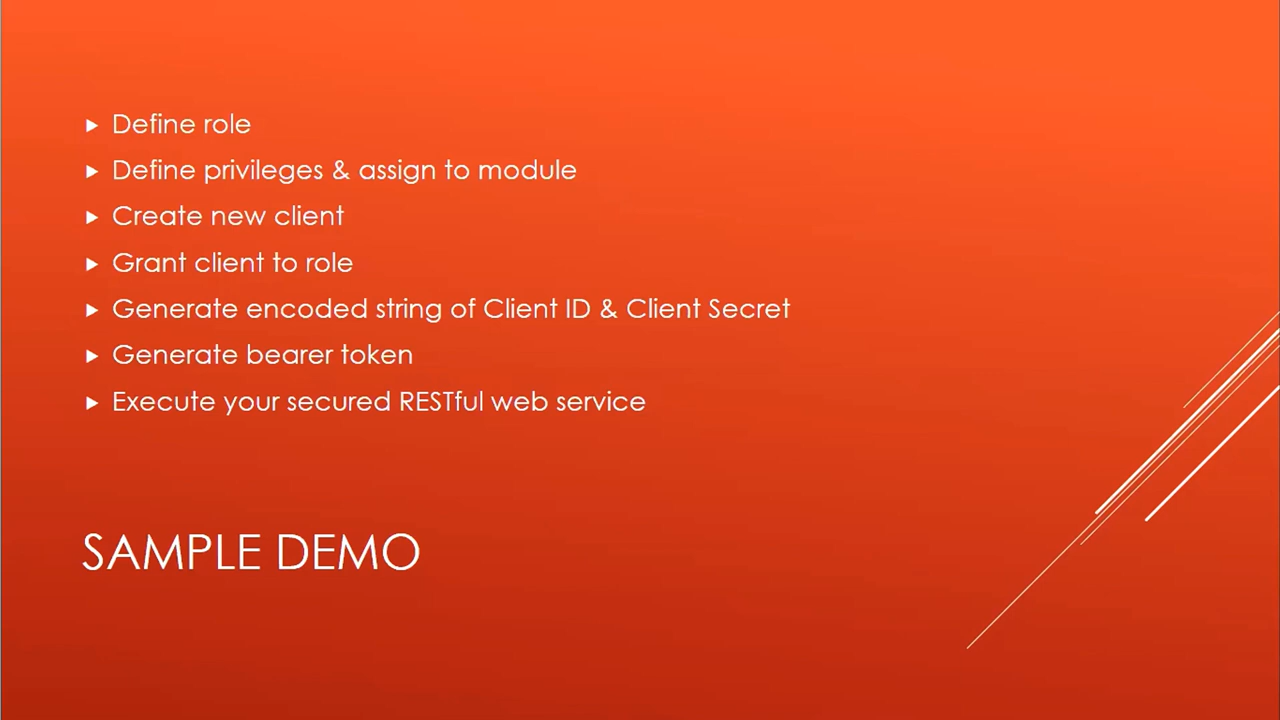 Define role
Define privileges & assign to module
Create new client
Grant client to role
Generate encoded string of Client ID & Client Secret
Generate bearer token
Execute your secured RESTful web service
SAMPLE DEMO